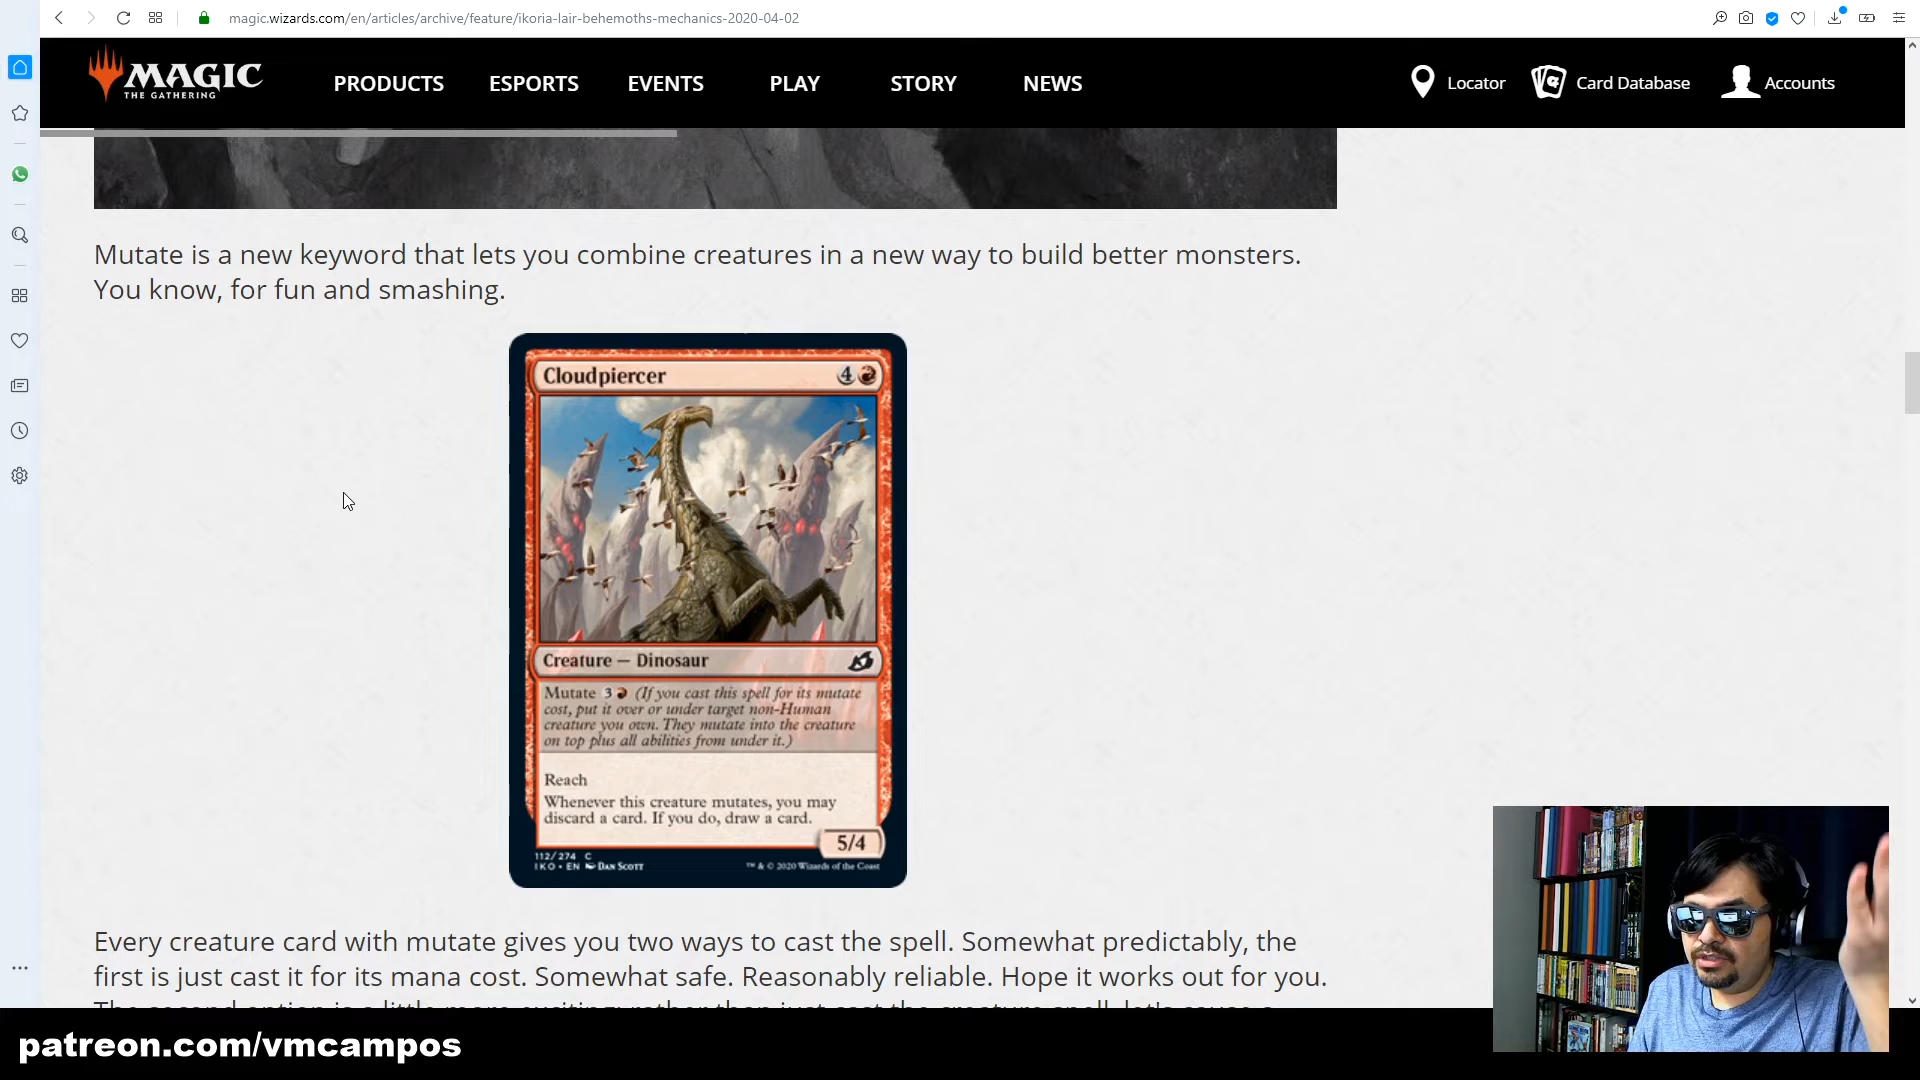 magic.wizards.com/en/articles/archive/feature/ikoria-lair-behemoths-mechanics-2020-04-02
MAGIC
THE GATHERING
PRODUCTS
ESPORTS
EVENTS
PLAY
STORY
NEWS
Locator
Card Database
Accounts
Mutate is a new keyword that lets you combine creatures in a new way to build better monsters.
You know, for fun and smashing.
Cloudpiercer 4
Creature — Dinosaur
Mutate 3 (If you cast this spell for its mutate
cost, put it over or under target non-Human
creature you own. They mutate into the creature
on top plus all abilities from under it.)
Reach
Whenever this creature mutates, you may
discard a card. If you do, draw a card.
5/4
112/274 C
IKO • EN DAN SCOTT
™ & © 2020 Wizards of the Coast
Every creature card with mutate gives you two ways to cast the spell. Somewhat predictably, the
first is just cast it for its mana cost. Somewhat safe. Reasonably reliable. Hope it works out for you.
patreon.com/vmcampos